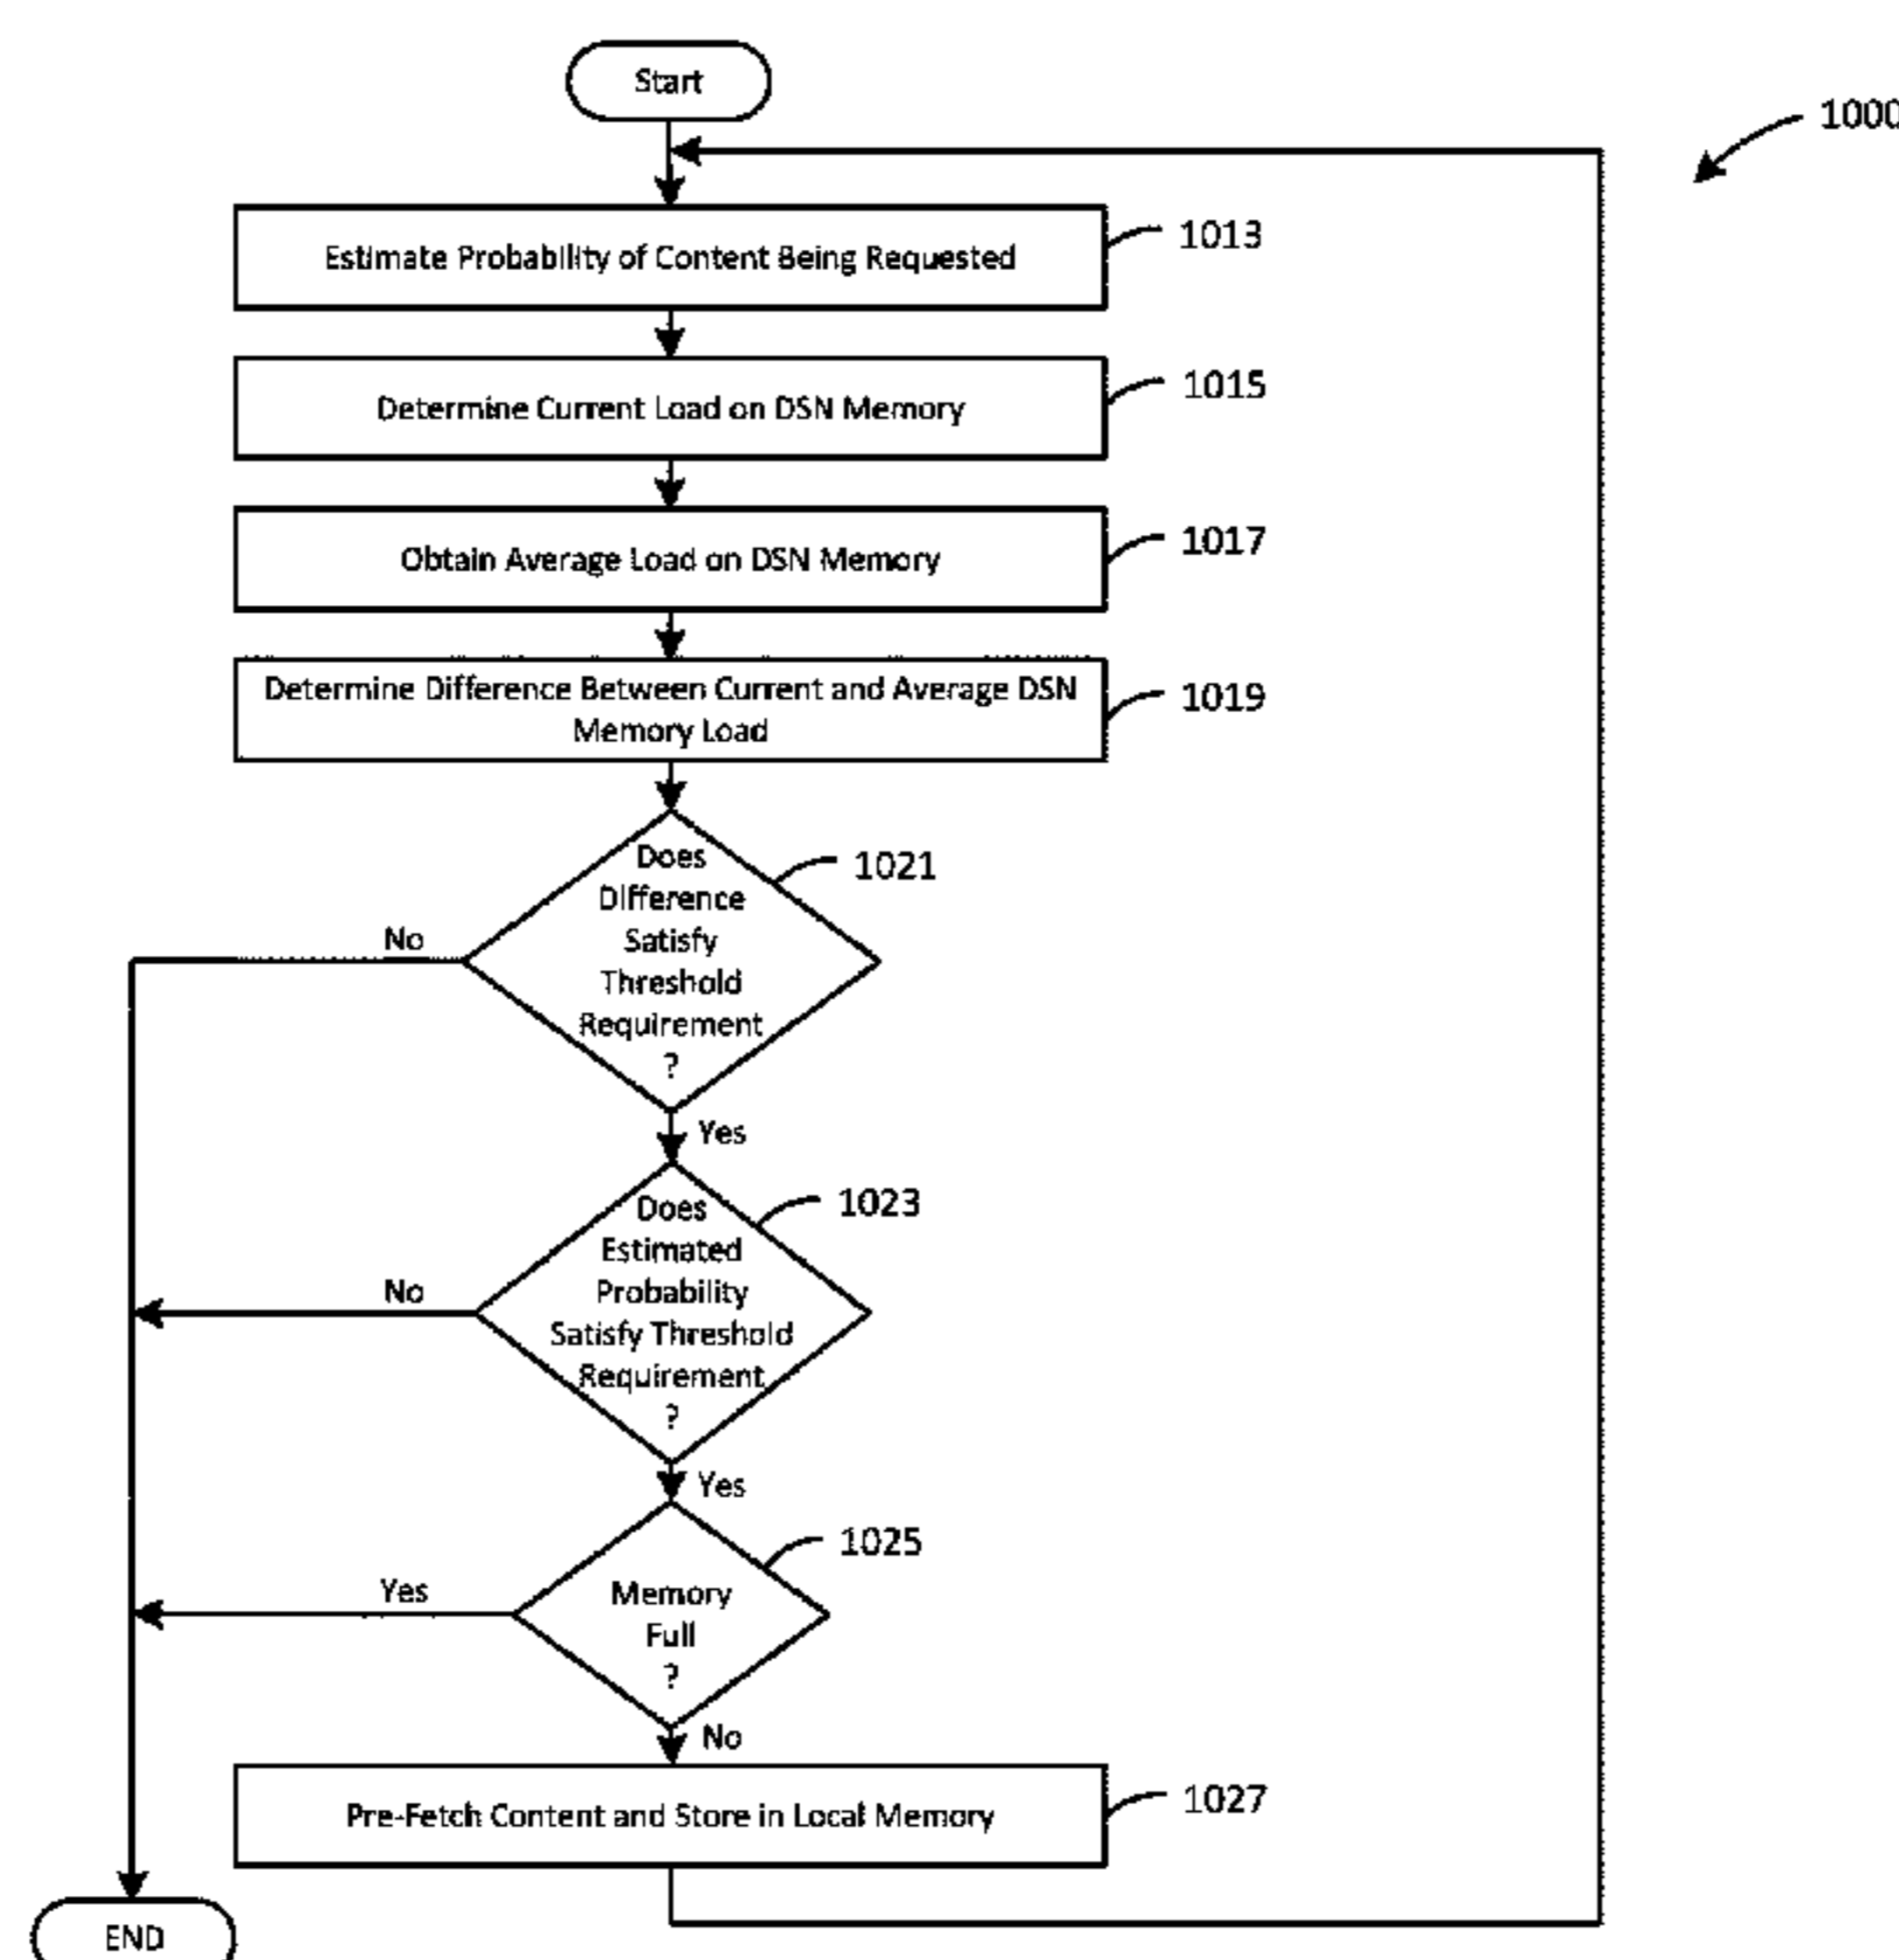 Start
1000
Estimate Probability of Content Being Requested
1013
Determine Current Load on DSN Memory
1015
Obtain Average Load on DSN Memory
1017
Determine Difference Between Current and Average DSN
Memory Load
1019
Does
Difference
Satisfy
Threshold
Requirement
?
1021
No
Yes
Does
Estimated
Probability
Satisfy Threshold
Requirement
?
1023
No
Yes
Memory
Full
?
1025
Yes
No
Pre-Fetch Content and Store in Local Memory
1027
END